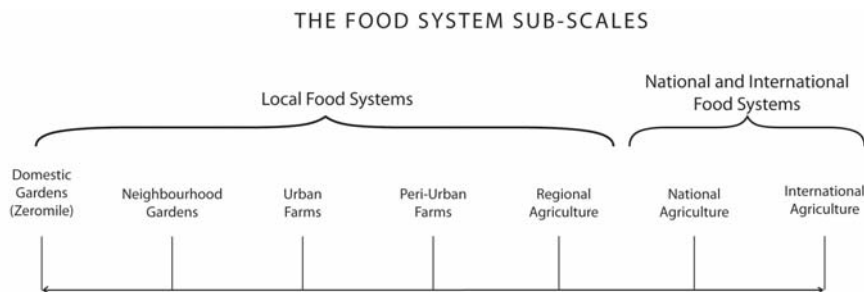 THE FOOD SYSTEM SUB-SCALES
Local Food Systems
National and International
Food Systems
Domestic
Gardens
(Zeromile)
Neighbourhood
Gardens
Urban
Farms
Peri-Urban
Farms
Regional
Agriculture
National
Agriculture
International
Agriculture